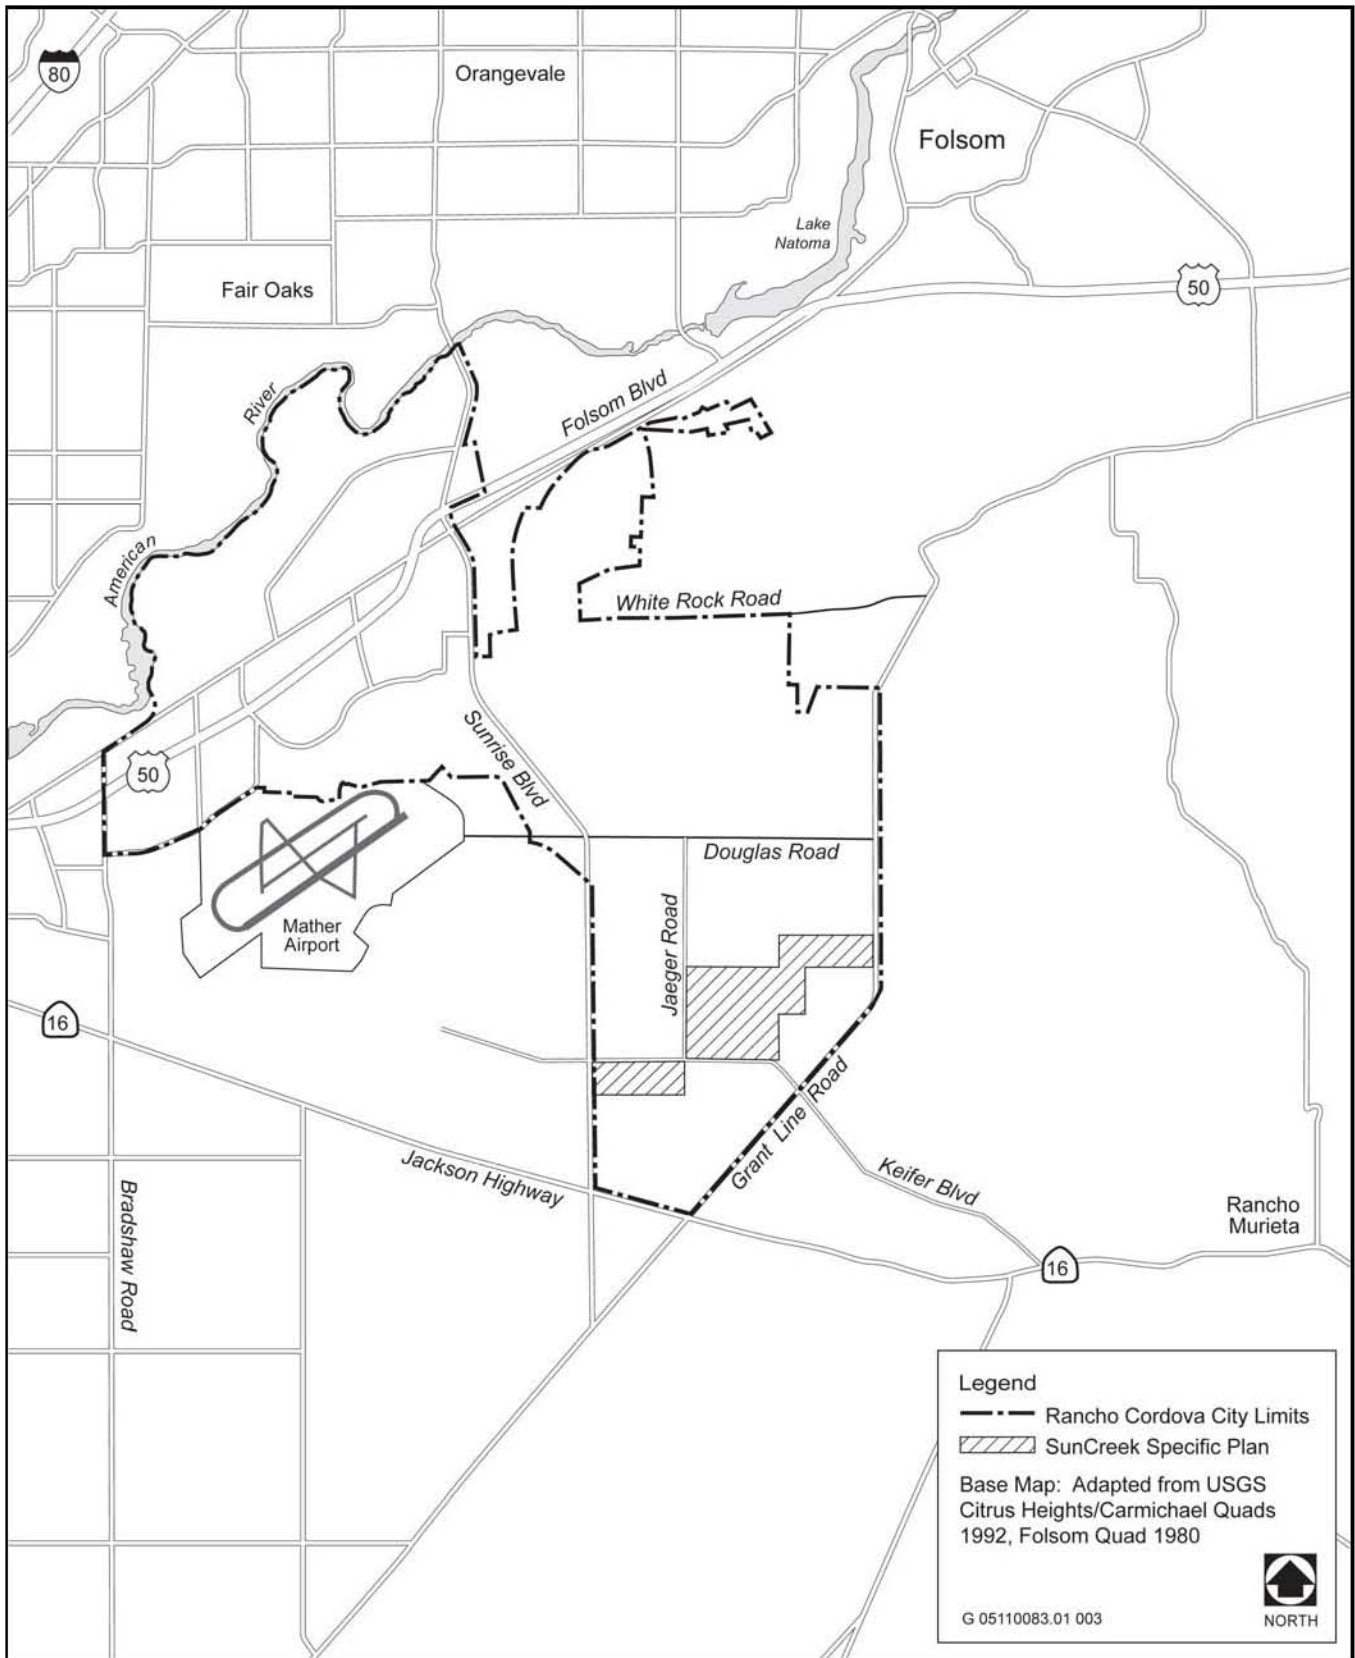 80
Orangevale
Folsom
Lake
Natoma
50
Fair Oaks
River
Folsom Blvd
American
White Rock Road
Sunrise Blvd
50
Douglas Road
Jaeger Road
Mather
Airport
16
Grant Line Road
Jackson Highway
Keifer Blvd
Bradshaw Road
Rancho
Murieta
16
Legend
Rancho Cordova City Limits
SunCreek Specific Plan
Base Map: Adapted from USGS
Citrus Heights/Carmichael Quads
1992, Folsom Quad 1980
G 05110083.01 003
NORTH